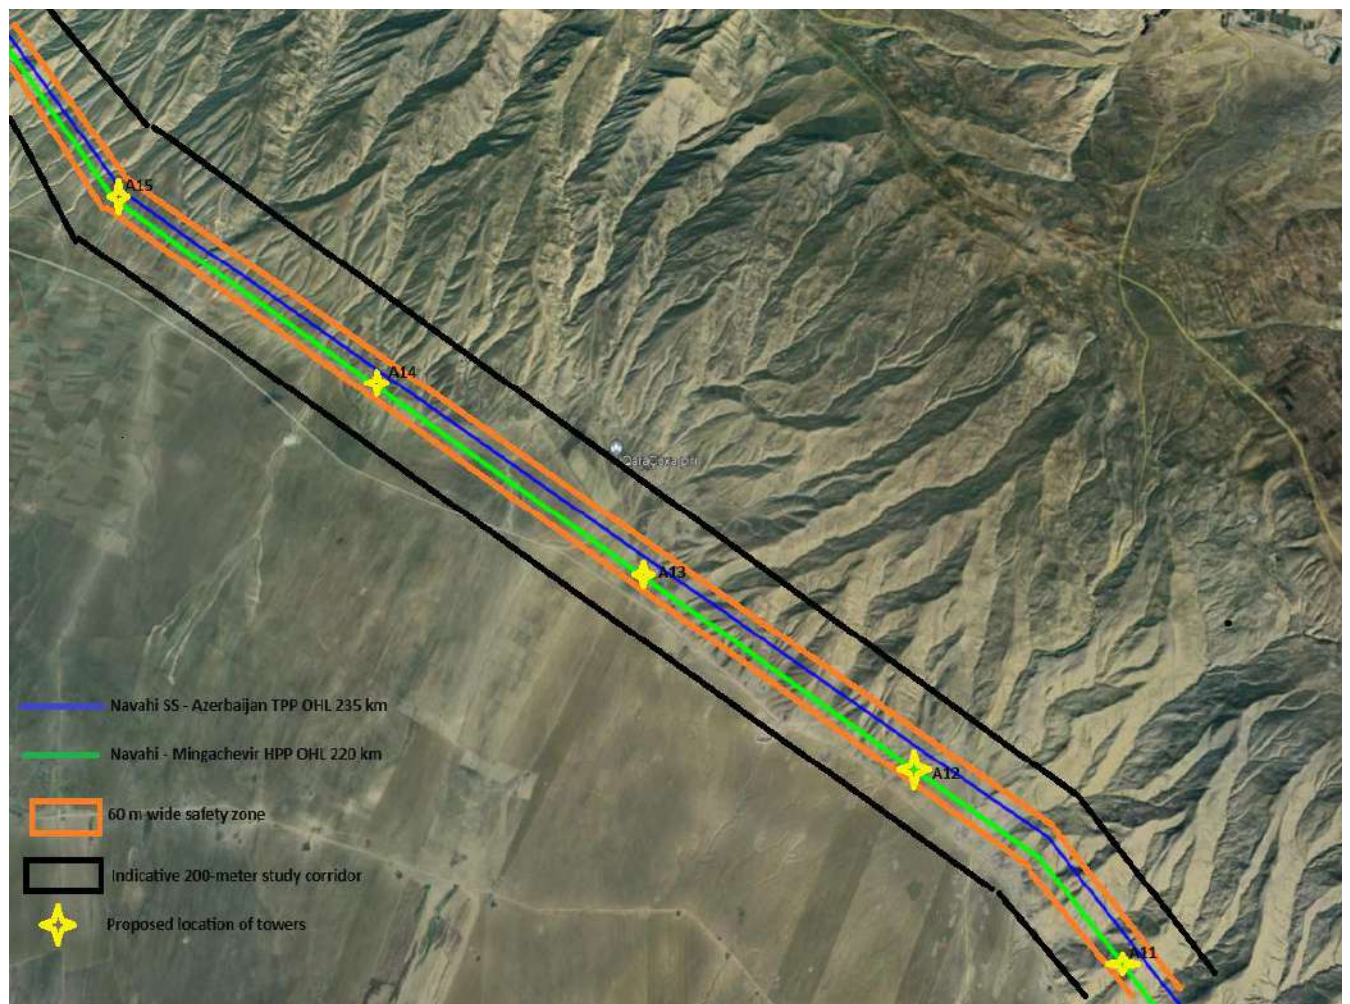 A15
A14
A13
Navahi SS - Azerbaijan TPP OHL 235 km
Navahi - Mingachevir HPP OHL 220 km
A12
60 m wide safety zone
Indicative 200-meter study corridor
Proposed location of towers
A11